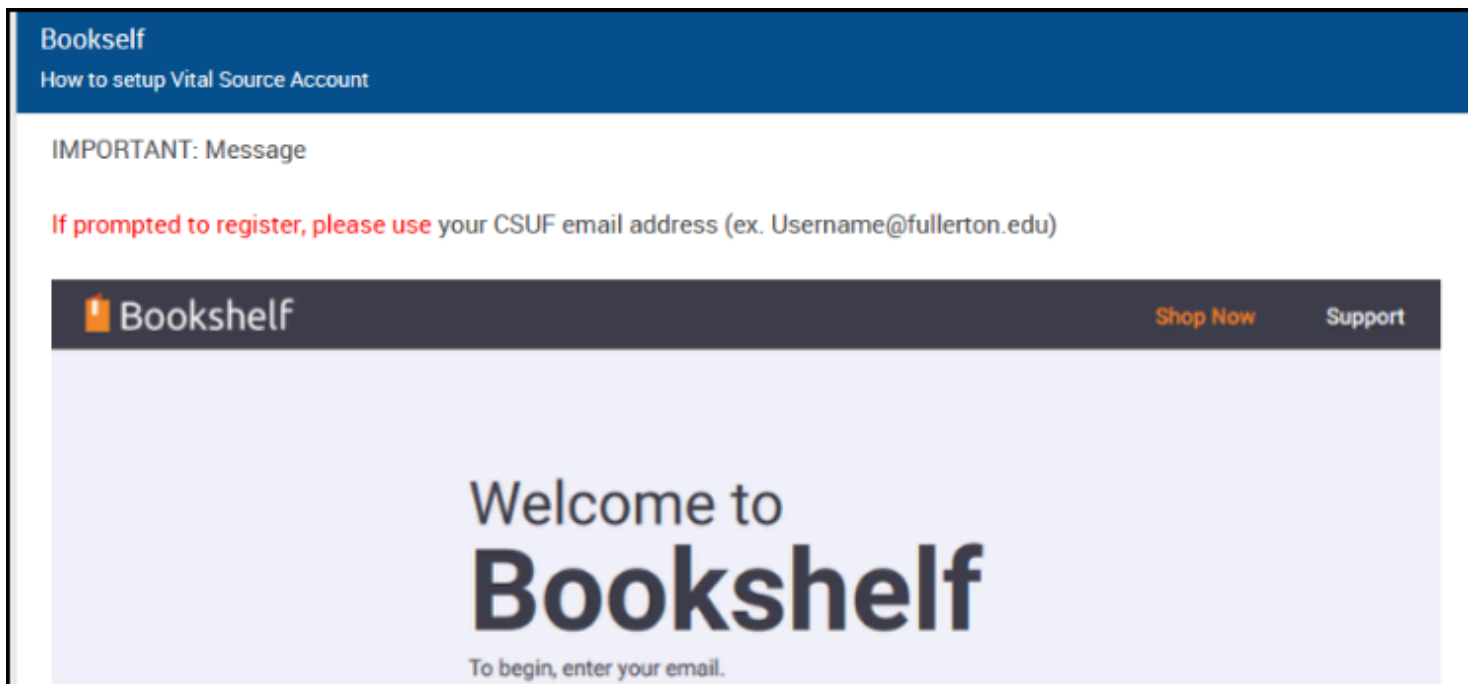 Bookself
How to setup Vital Source Account
IMPORTANT: Message
If prompted to register, please use your CSUF email address (ex. Username@fullerton.edu)
Bookshelf Shop Now Support
Welcome to
Bookshelf
To begin, enter your email.